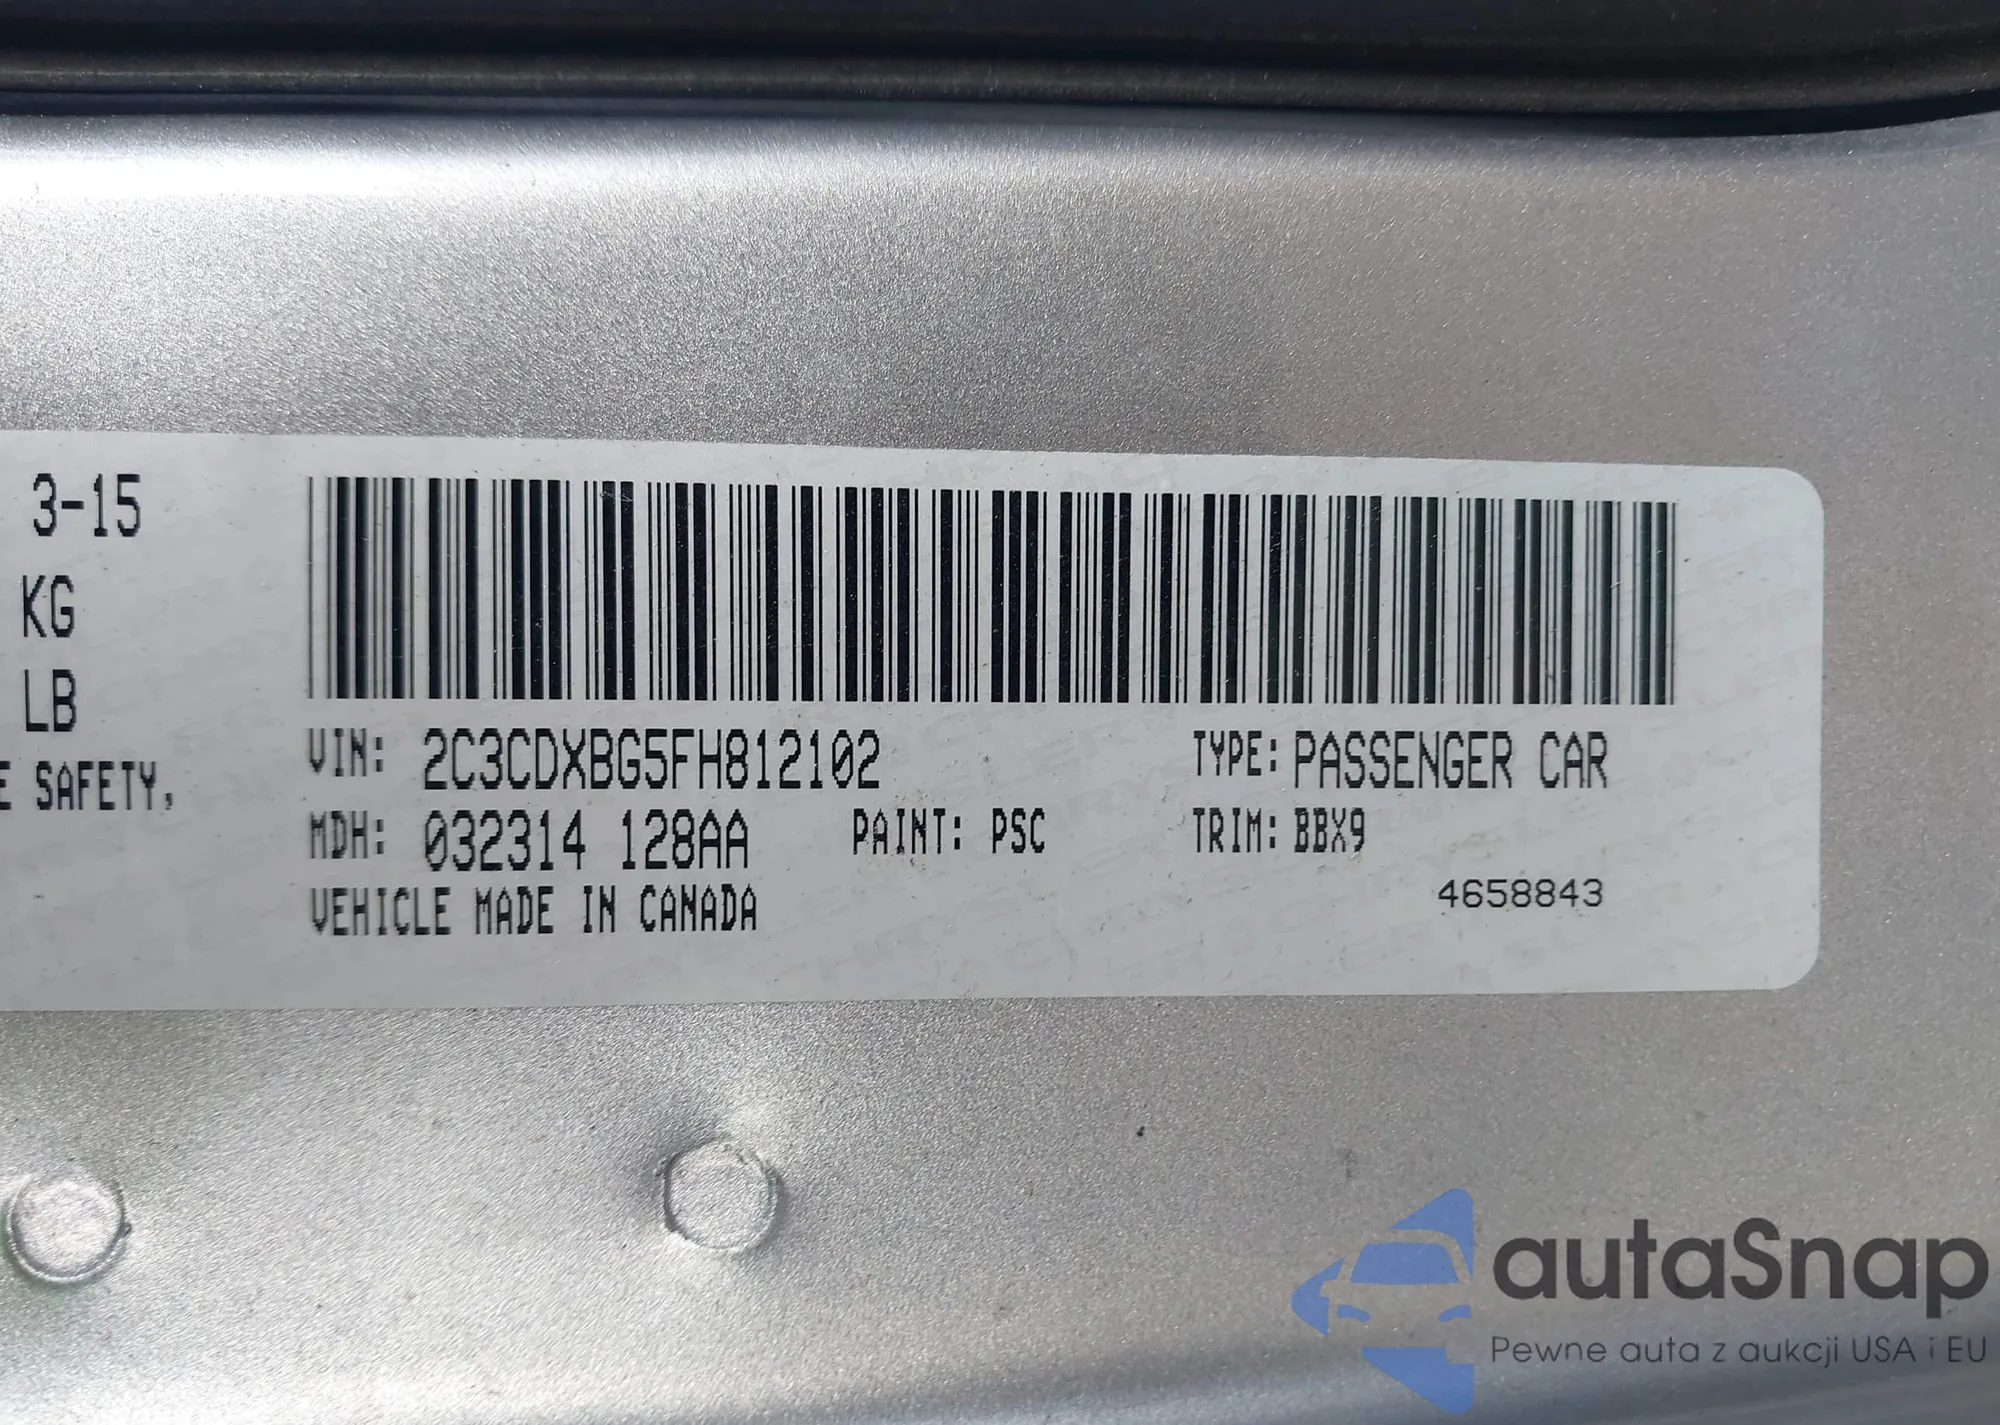 3-15
KG
LB
E SAFETY,
VIN: 2C3CDXBG5FH812102 TYPE: PASSENGER CAR
MDH: 032314 128AA PAINT: PSC TRIM: BBX9
VEHICLE MADE IN CANADA 4658843
autaSnap
Pewne auta z aukcji USA i EU